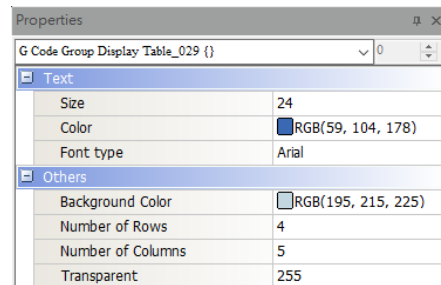 Properties
G Code Group Display Table_029 {} 0
Text
Size 24
Color RGB(59, 104, 178)
Font type Arial
Others
Background Color RGB(195, 215, 225)
Number of Rows 4
Number of Columns 5
Transparent 255